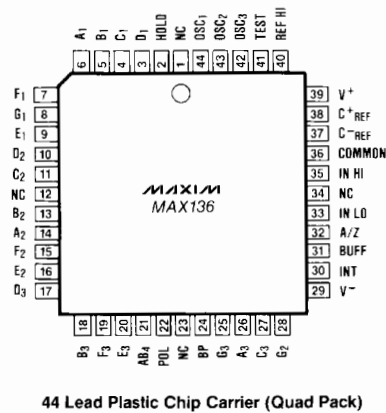 A1 B1 C1 D1 HOLD NC OSC1 OSC2 OSC3 TEST REF HI
6 5 4 3 2 1 44 43 42 41 40
F1 7 39 V+
G1 8 38 C+REF
E1 9 37 C-REF
D2 10 36 COMMON
C2 11 35 IN HI
NC 12 34 NC
B2 13 33 IN LO
A2 14 32 A/Z
F2 15 31 BUFF
E2 16 30 INT
D3 17 29 V-
MAXIM
MAX136
18 19 20 21 22 23 24 25 26 27 28
B3 F3 E3 AB4 POL NC BP G3 A3 C3 G2
44 Lead Plastic Chip Carrier (Quad Pack)